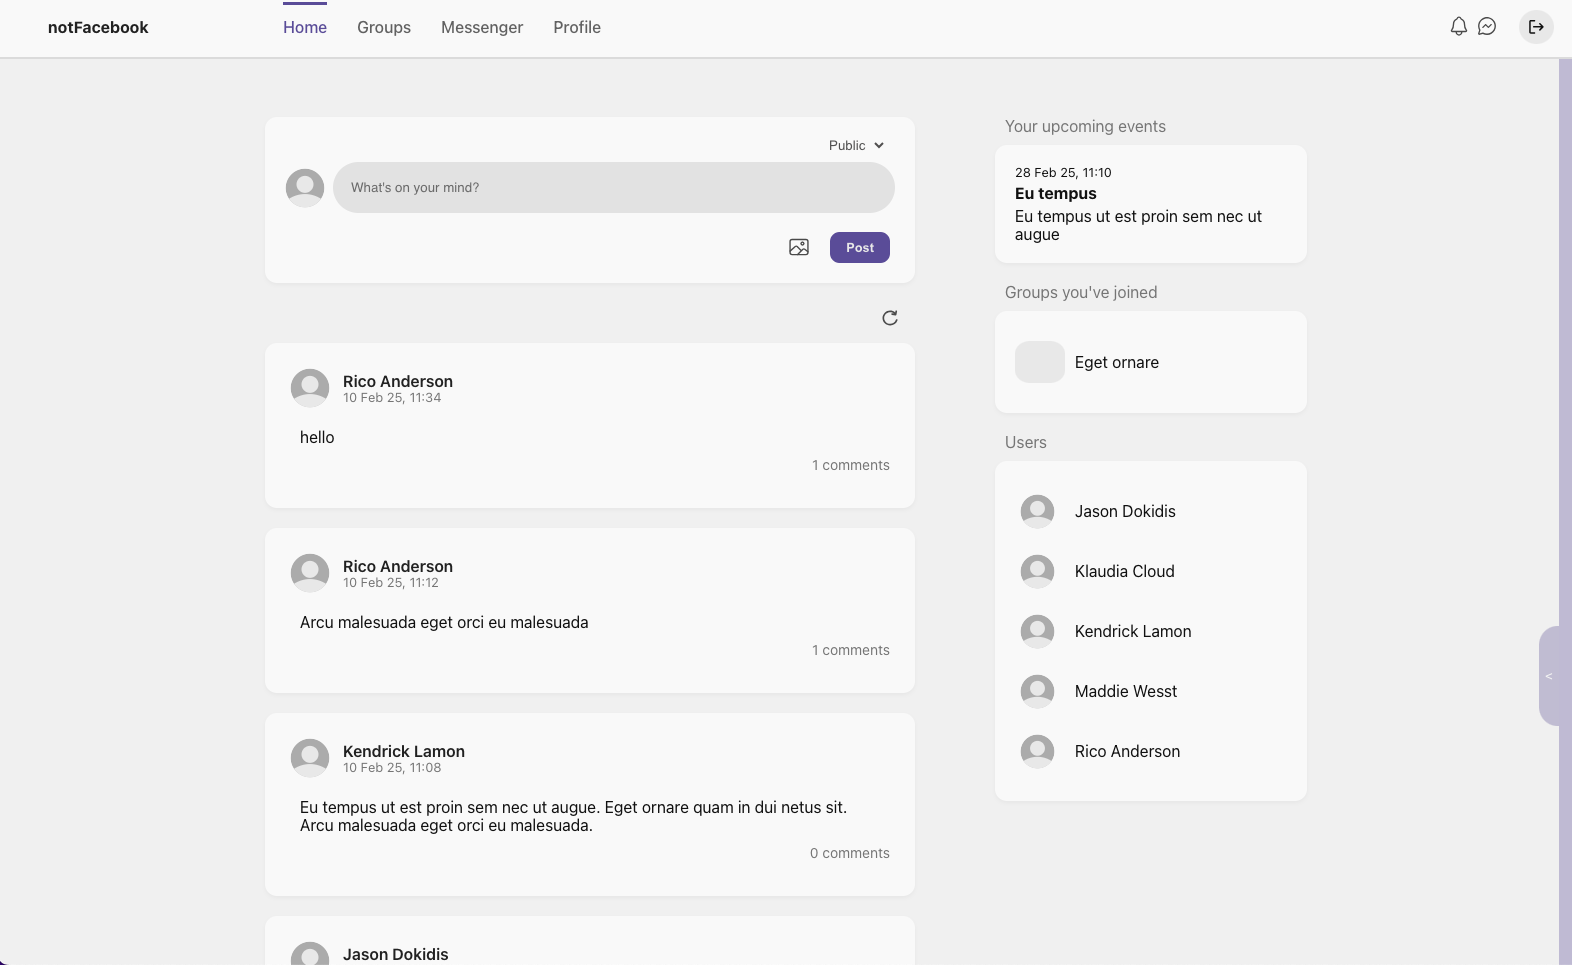 notFacebook
Home
Groups
Messenger
Profile
Public
What's on your mind?
Post
Rico Anderson
10 Feb 25, 11:34
hello
1 comments
Rico Anderson
10 Feb 25, 11:12
Arcu malesuada eget orci eu malesuada
1 comments
Kendrick Lamon
10 Feb 25, 11:08
Eu tempus ut est proin sem nec ut augue. Eget ornare quam in dui netus sit.
Arcu malesuada eget orci eu malesuada.
0 comments
Jason Dokidis
Your upcoming events
28 Feb 25, 11:10
Eu tempus
Eu tempus ut est proin sem nec ut
augue
Groups you've joined
Eget ornare
Users
Jason Dokidis
Klaudia Cloud
Kendrick Lamon
Maddie Wesst
Rico Anderson
<